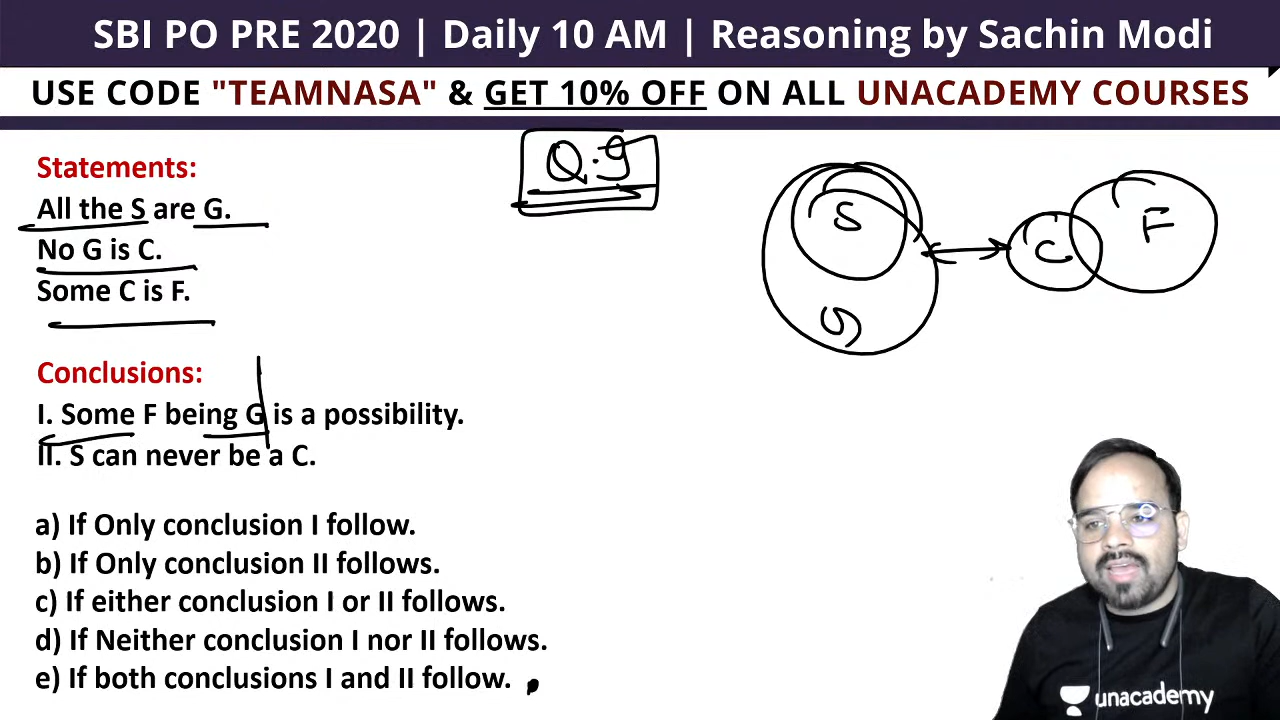 SBI PO PRE 2020 | Daily 10 AM | Reasoning by Sachin Modi
USE CODE "TEAMNASA" & GET 10% OFF ON ALL UNACADEMY COURSES
Q.9
Statements:
All the S are G.
No G is C.
Some C is F.
S
G
C
F
Conclusions:
I. Some F being G is a possibility.
II. S can never be a C.
a) If Only conclusion I follow.
b) If Only conclusion II follows.
c) If either conclusion I or II follows.
d) If Neither conclusion I nor II follows.
e) If both conclusions I and II follow.
unacademy